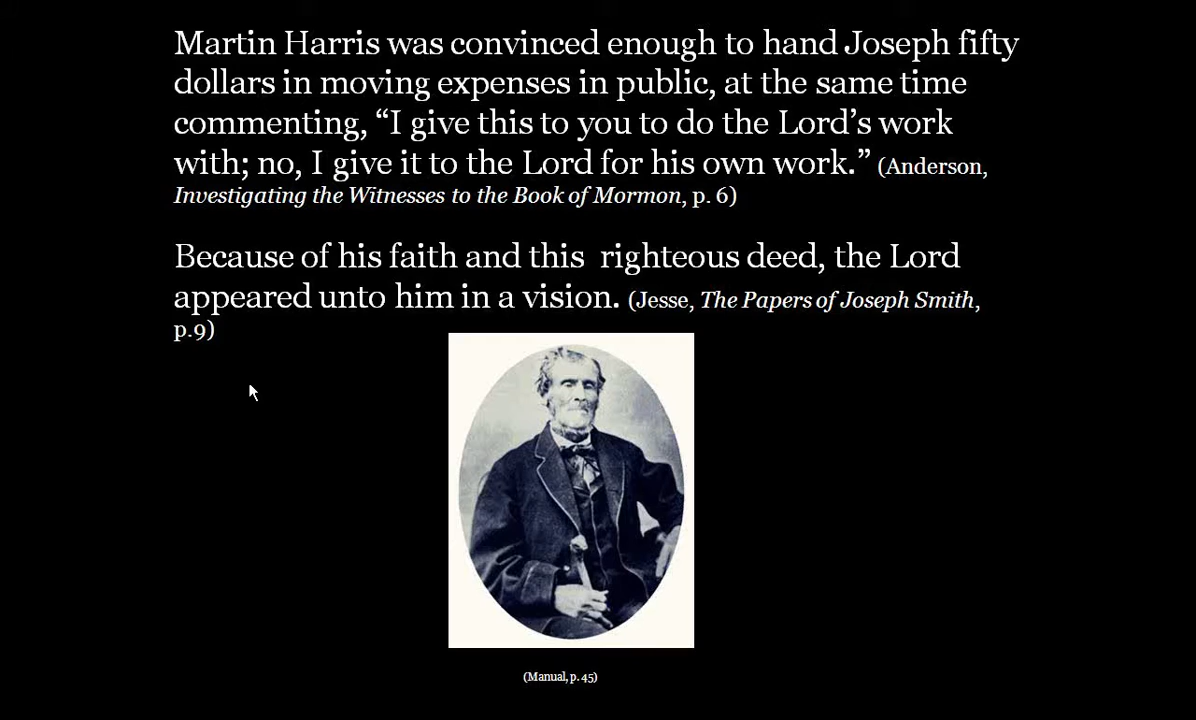 Martin Harris was convinced enough to hand Joseph fifty
dollars in moving expenses in public, at the same time
commenting, “I give this to you to do the Lord’s work
with; no, I give it to the Lord for his own work.” (Anderson,
Investigating the Witnesses to the Book of Mormon, p. 6)
Because of his faith and this  righteous deed, the Lord
appeared unto him in a vision. (Jesse, The Papers of Joseph Smith,
p.9)
(Manual, p. 45)